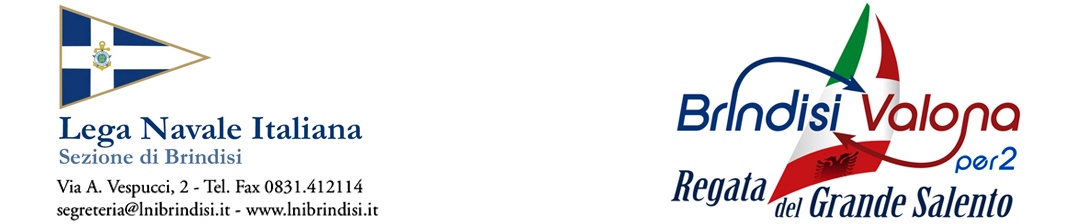 Lega Navale Italiana
Sezione di Brindisi
Via A. Vespucci, 2 - Tel. Fax 0831.412114
segreteria@lnibrindisi.it - www.lnibrindisi.it
Brindisi Valona
per2
Regata
del Grande Salento